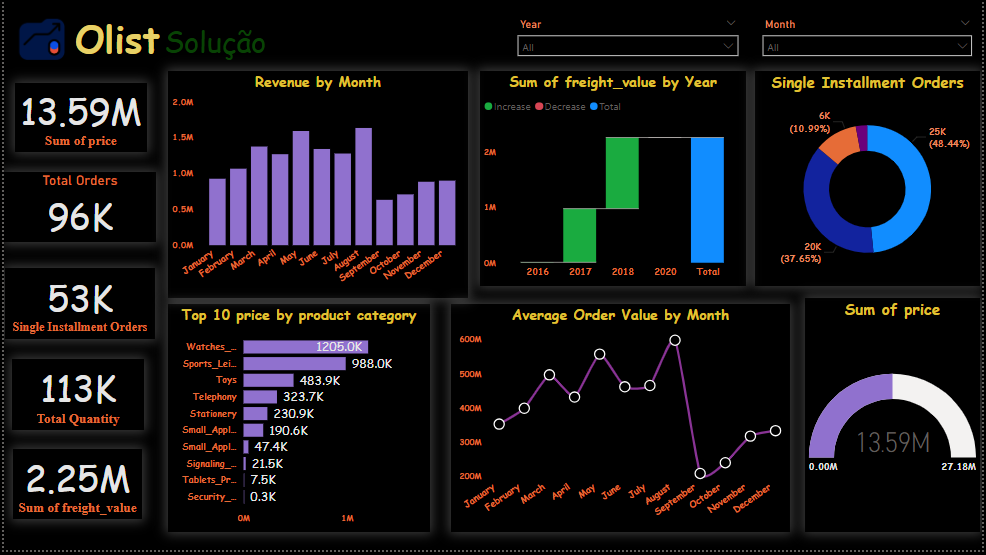 Olist Solução
Year
All
Month
All
13.59M
Sum of price
Total Orders
96K
53K
Single Installment Orders
113K
Total Quantity
2.25M
Sum of freight_value
Revenue by Month
2.0M
1.5M
1.0M
0.5M
0.0M
January
February
March
April
May
June
July
August
September
October
November
December
Sum of freight_value by Year
Increase Decrease Total
2M
1M
0M
2016 2017 2018 2020 Total
Single Installment Orders
6K
(10.99%)
25K
(48.44%)
20K
(37.65%)
Top 10 price by product category
Watches_... 1205.0K
Sports_Lei... 988.0K
Toys 483.9K
Telephony 323.7K
Stationery 230.9K
Small_Appl... 190.6K
Small_Appl... 47.4K
Signaling_... 21.5K
Tablets_Pr... 7.5K
Security_... 0.3K
0M 1M
Average Order Value by Month
600M
500M
400M
300M
200M
January
February
March
April
May
June
July
August
September
October
November
December
Sum of price
13.59M
0.00M 27.18M